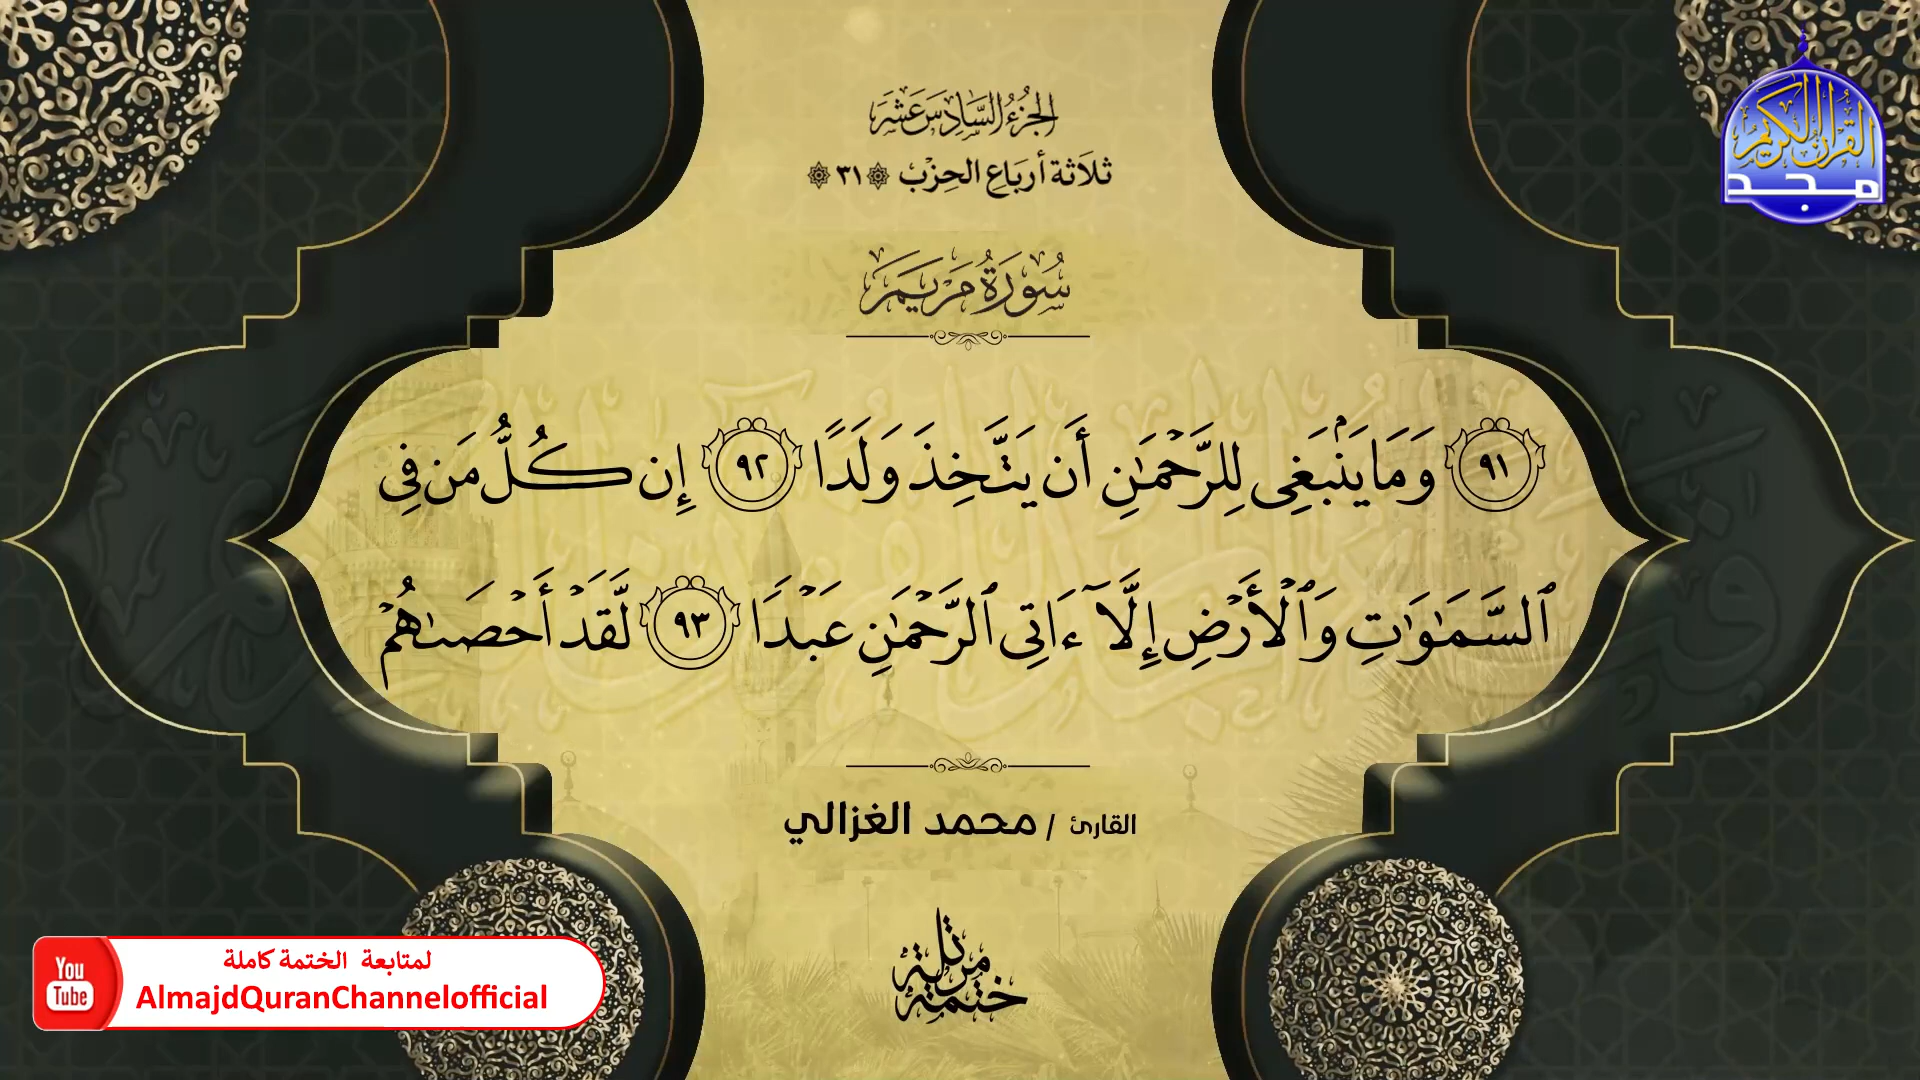 الجزء السادس عشر
ثلاثة أرباع الحزب ۞ ٣١ ۞
القرآن الكريم
مجد
سورة مريم
٩١ وَمَا يَنۢبَغِى لِلرَّحْمَٰنِ أَن يَتَّخِذَ وَلَدًا ٩٢ إِن كُلُّ مَن فِى
ٱلسَّمَٰوَٰتِ وَٱلْأَرْضِ إِلَّآ ءَاتِى ٱلرَّحْمَٰنِ عَبْدًا ٩٣ لَّقَدْ أَحْصَىٰهُمْ
القارئ / محمد الغزالي
ختمة مرتلة
You
Tube
لمتابعة الختمة كاملة
AlmajdQuranChannelofficial